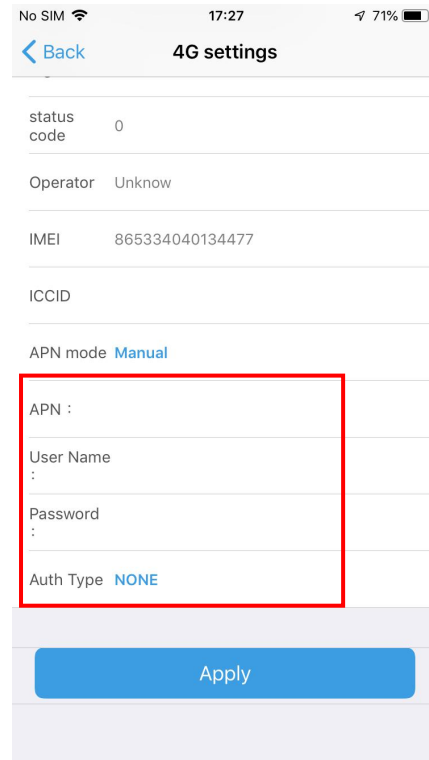 No SIM 17:27 71%
Back 4G settings
status
code 0
Operator Unknow
IMEI 865334040134477
ICCID
APN mode Manual
APN :
User Name
:
Password
:
Auth Type NONE
Apply